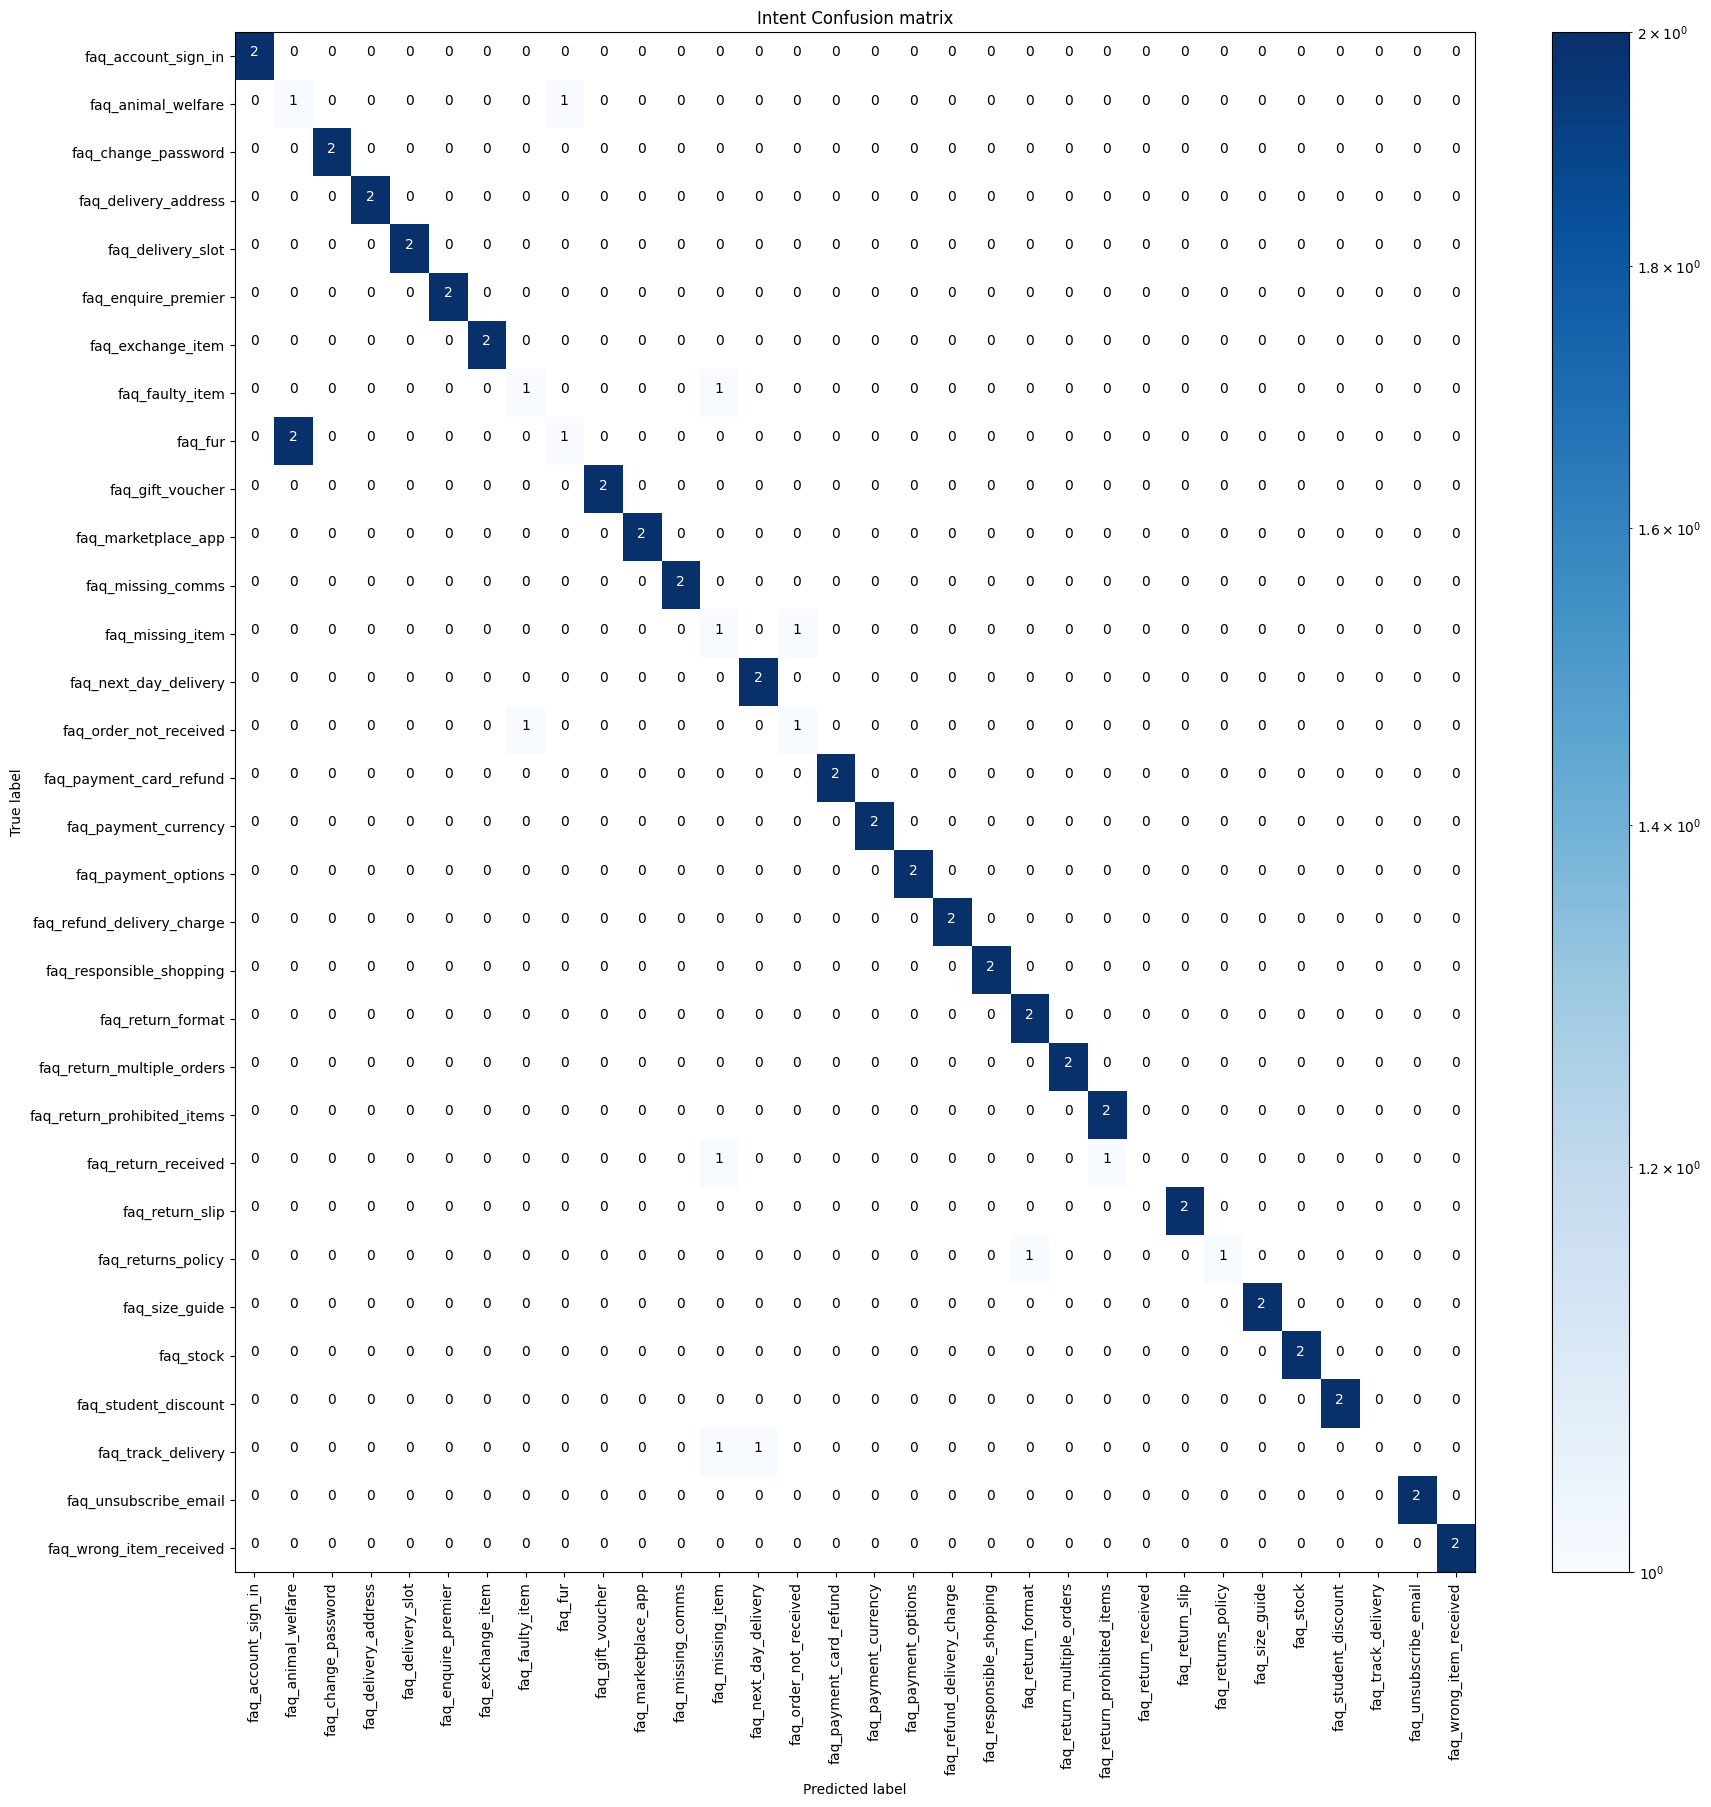 Intent Confusion matrix
faq_account_sign_in 2 0 0 0 0 0 0 0 0 0 0 0 0 0 0 0 0 0 0 0 0 0 0 0 0 0 0 0 0 0 0 0
faq_animal_welfare 0 1 0 0 0 0 0 0 1 0 0 0 0 0 0 0 0 0 0 0 0 0 0 0 0 0 0 0 0 0 0 0
faq_change_password 0 0 2 0 0 0 0 0 0 0 0 0 0 0 0 0 0 0 0 0 0 0 0 0 0 0 0 0 0 0 0 0
faq_delivery_address 0 0 0 2 0 0 0 0 0 0 0 0 0 0 0 0 0 0 0 0 0 0 0 0 0 0 0 0 0 0 0 0
faq_delivery_slot 0 0 0 0 2 0 0 0 0 0 0 0 0 0 0 0 0 0 0 0 0 0 0 0 0 0 0 0 0 0 0 0
faq_enquire_premier 0 0 0 0 0 2 0 0 0 0 0 0 0 0 0 0 0 0 0 0 0 0 0 0 0 0 0 0 0 0 0 0
faq_exchange_item 0 0 0 0 0 0 2 0 0 0 0 0 0 0 0 0 0 0 0 0 0 0 0 0 0 0 0 0 0 0 0 0
faq_faulty_item 0 0 0 0 0 0 0 1 0 0 0 0 1 0 0 0 0 0 0 0 0 0 0 0 0 0 0 0 0 0 0 0
faq_fur 0 2 0 0 0 0 0 0 1 0 0 0 0 0 0 0 0 0 0 0 0 0 0 0 0 0 0 0 0 0 0 0
faq_gift_voucher 0 0 0 0 0 0 0 0 0 2 0 0 0 0 0 0 0 0 0 0 0 0 0 0 0 0 0 0 0 0 0 0
faq_marketplace_app 0 0 0 0 0 0 0 0 0 0 2 0 0 0 0 0 0 0 0 0 0 0 0 0 0 0 0 0 0 0 0 0
faq_missing_comms 0 0 0 0 0 0 0 0 0 0 0 2 0 0 0 0 0 0 0 0 0 0 0 0 0 0 0 0 0 0 0 0
faq_missing_item 0 0 0 0 0 0 0 0 0 0 0 0 1 0 1 0 0 0 0 0 0 0 0 0 0 0 0 0 0 0 0 0
faq_next_day_delivery 0 0 0 0 0 0 0 0 0 0 0 0 0 2 0 0 0 0 0 0 0 0 0 0 0 0 0 0 0 0 0 0
faq_order_not_received 0 0 0 0 0 0 0 1 0 0 0 0 0 0 1 0 0 0 0 0 0 0 0 0 0 0 0 0 0 0 0 0
faq_payment_card_refund 0 0 0 0 0 0 0 0 0 0 0 0 0 0 0 2 0 0 0 0 0 0 0 0 0 0 0 0 0 0 0 0
faq_payment_currency 0 0 0 0 0 0 0 0 0 0 0 0 0 0 0 0 2 0 0 0 0 0 0 0 0 0 0 0 0 0 0 0
faq_payment_options 0 0 0 0 0 0 0 0 0 0 0 0 0 0 0 0 0 2 0 0 0 0 0 0 0 0 0 0 0 0 0 0
faq_refund_delivery_charge 0 0 0 0 0 0 0 0 0 0 0 0 0 0 0 0 0 0 2 0 0 0 0 0 0 0 0 0 0 0 0 0
faq_responsible_shopping 0 0 0 0 0 0 0 0 0 0 0 0 0 0 0 0 0 0 0 2 0 0 0 0 0 0 0 0 0 0 0 0
faq_return_format 0 0 0 0 0 0 0 0 0 0 0 0 0 0 0 0 0 0 0 0 2 0 0 0 0 0 0 0 0 0 0 0
faq_return_multiple_orders 0 0 0 0 0 0 0 0 0 0 0 0 0 0 0 0 0 0 0 0 0 2 0 0 0 0 0 0 0 0 0 0
faq_return_prohibited_items 0 0 0 0 0 0 0 0 0 0 0 0 0 0 0 0 0 0 0 0 0 0 2 0 0 0 0 0 0 0 0 0
faq_return_received 0 0 0 0 0 0 0 0 0 0 0 0 1 0 0 0 0 0 0 0 0 0 1 0 0 0 0 0 0 0 0 0
faq_return_slip 0 0 0 0 0 0 0 0 0 0 0 0 0 0 0 0 0 0 0 0 0 0 0 0 2 0 0 0 0 0 0 0
faq_returns_policy 0 0 0 0 0 0 0 0 0 0 0 0 0 0 0 0 0 0 0 0 1 0 0 0 0 1 0 0 0 0 0 0
faq_size_guide 0 0 0 0 0 0 0 0 0 0 0 0 0 0 0 0 0 0 0 0 0 0 0 0 0 0 2 0 0 0 0 0
faq_stock 0 0 0 0 0 0 0 0 0 0 0 0 0 0 0 0 0 0 0 0 0 0 0 0 0 0 0 2 0 0 0 0
faq_student_discount 0 0 0 0 0 0 0 0 0 0 0 0 0 0 0 0 0 0 0 0 0 0 0 0 0 0 0 0 2 0 0 0
faq_track_delivery 0 0 0 0 0 0 0 0 0 0 0 0 1 1 0 0 0 0 0 0 0 0 0 0 0 0 0 0 0 0 0 0
faq_unsubscribe_email 0 0 0 0 0 0 0 0 0 0 0 0 0 0 0 0 0 0 0 0 0 0 0 0 0 0 0 0 0 0 2 0
faq_wrong_item_received 0 0 0 0 0 0 0 0 0 0 0 0 0 0 0 0 0 0 0 0 0 0 0 0 0 0 0 0 0 0 0 2
True label
faq_account_sign_in
faq_animal_welfare
faq_change_password
faq_delivery_address
faq_delivery_slot
faq_enquire_premier
faq_exchange_item
faq_faulty_item
faq_fur
faq_gift_voucher
faq_marketplace_app
faq_missing_comms
faq_missing_item
faq_next_day_delivery
faq_order_not_received
faq_payment_card_refund
faq_payment_currency
faq_payment_options
faq_refund_delivery_charge
faq_responsible_shopping
faq_return_format
faq_return_multiple_orders
faq_return_prohibited_items
faq_return_received
faq_return_slip
faq_returns_policy
faq_size_guide
faq_stock
faq_student_discount
faq_track_delivery
faq_unsubscribe_email
faq_wrong_item_received
Predicted label
2 × 10⁰
1.8 × 10⁰
1.6 × 10⁰
1.4 × 10⁰
1.2 × 10⁰
10⁰